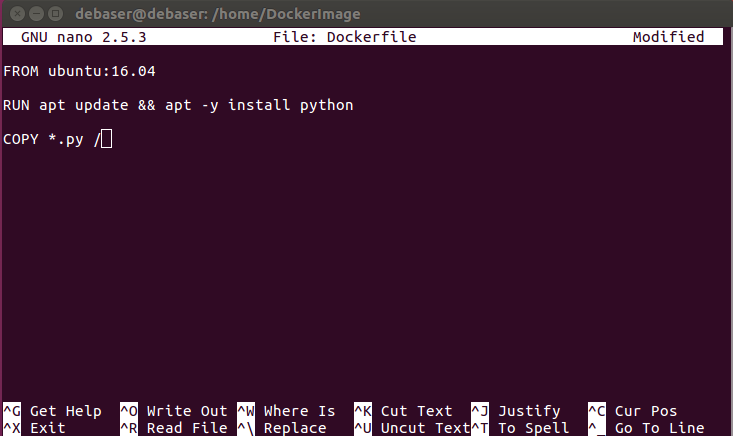 debaser@debaser: /home/DockerImage
GNU nano 2.5.3 File: Dockerfile Modified
FROM ubuntu:16.04
RUN apt update && apt -y install python
COPY *.py /
^G Get Help ^O Write Out ^W Where Is ^K Cut Text ^J Justify ^C Cur Pos
^X Exit ^R Read File ^\ Replace ^U Uncut Text ^T To Spell ^_ Go To Line